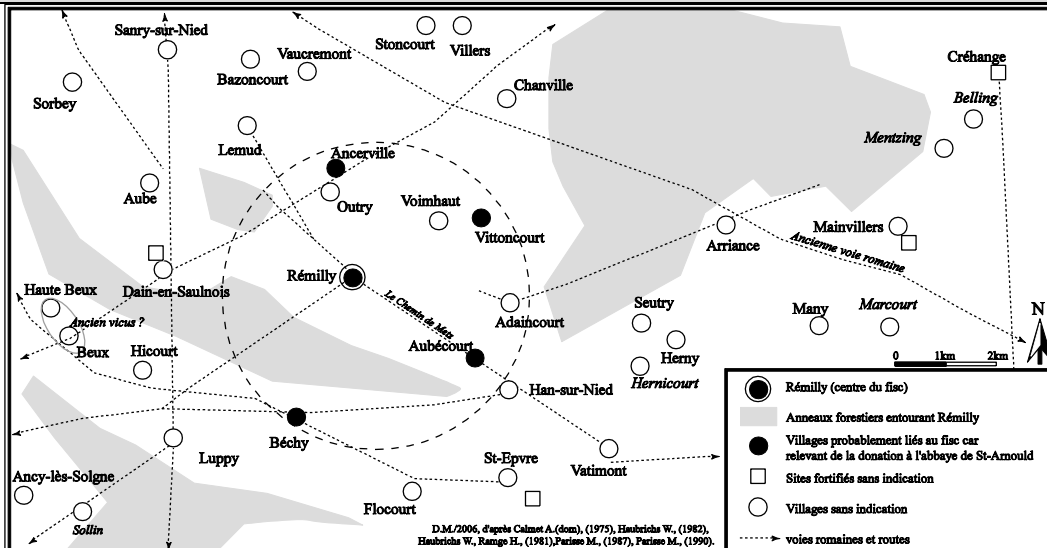 Sanry-sur-Nied
Stoncourt
Villers
Vaucremont
Bazoncourt
Créhange
Sorbey
Chanville
Belling
Lemud
Mentzing
Ancerville
Aube
Outry
Voimhaut
Vittoncourt
Mainvillers
Arriance
Ancienne voie romaine
Rémilly
Dain-en-Saulnois
Haute Beux
Le Chemin de Metz
Adaincourt
Seutry
Many
Marcourt
N
Ancien vicus ?
Beux
Hicourt
Aubécourt
Herny
0 1km 2km
Hernicourt
Han-sur-Nied
Béchy
Luppy
St-Epvre
Vatimont
Ancy-lès-Solgne
Flocourt
Sollin
Rémilly (centre du fisc)
Anneaux forestiers entourant Rémilly
Villages probablement liés au fisc car
relevant de la donation à l'abbaye de St-Arnould
Sites fortifiés sans indication
Villages sans indication
voies romaines et routes
D.M./2006, d'après Calmet A.(dom), (1975), Haubrichs W., (1982),
Haubrichs W., Ramge H., (1981),Parisse M., (1987), Parisse M., (1990).